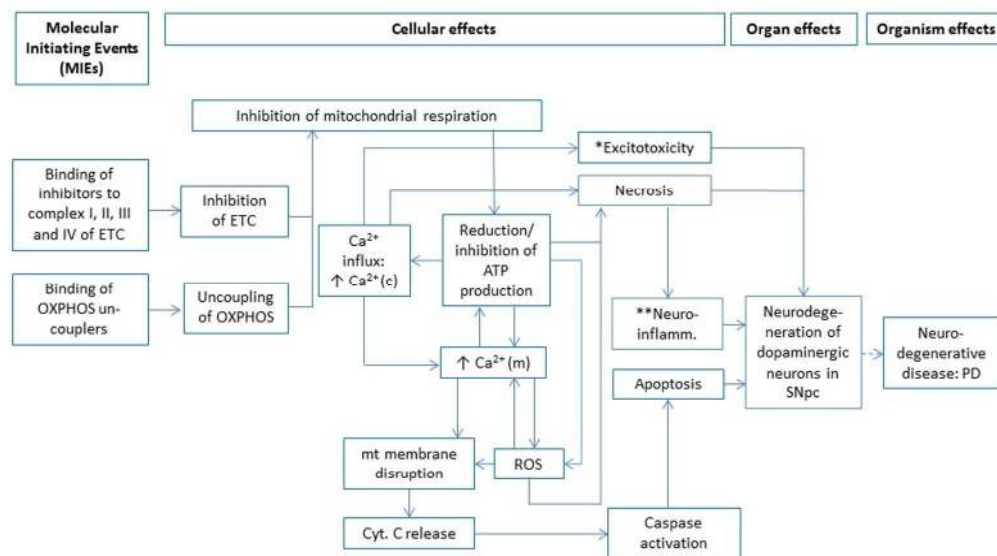 Molecular
Initiating Events
(MIEs)
Cellular effects
Organ effects
Organism effects
Inhibition of mitochondrial respiration
*Excitotoxicity
Binding of
inhibitors to
complex I, II, III
and IV of ETC
Inhibition
of ETC
Necrosis
Ca²⁺
influx:
↑ Ca²⁺(c)
Reduction/
inhibition of
ATP
production
Binding of
OXPHOS un-
couplers
Uncoupling
of OXPHOS
**Neuro-
inflamm.
Neurodege-
neration of
dopaminergic
neurons in
SNpc
Neuro-
degenerative
disease: PD
↑ Ca²⁺(m)
Apoptosis
mt membrane
disruption
ROS
Cyt. C release
Caspase
activation